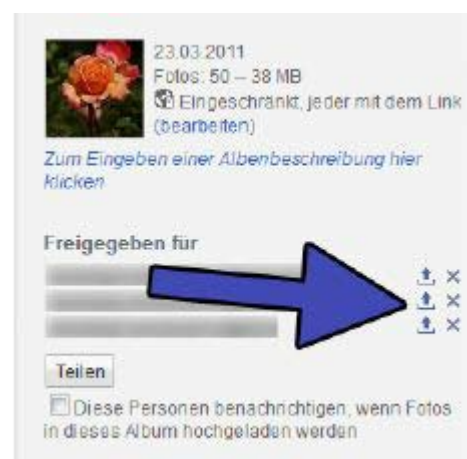 23.03.2011
Fotos: 50 – 38 MB
Eingeschränkt, jeder mit dem Link
(bearbeiten)
Zum Eingeben einer Albenbeschreibung hier
klicken
Freigegeben für
Teilen
Diese Personen benachrichtigen, wenn Fotos
in dieses Album hochgeladen werden